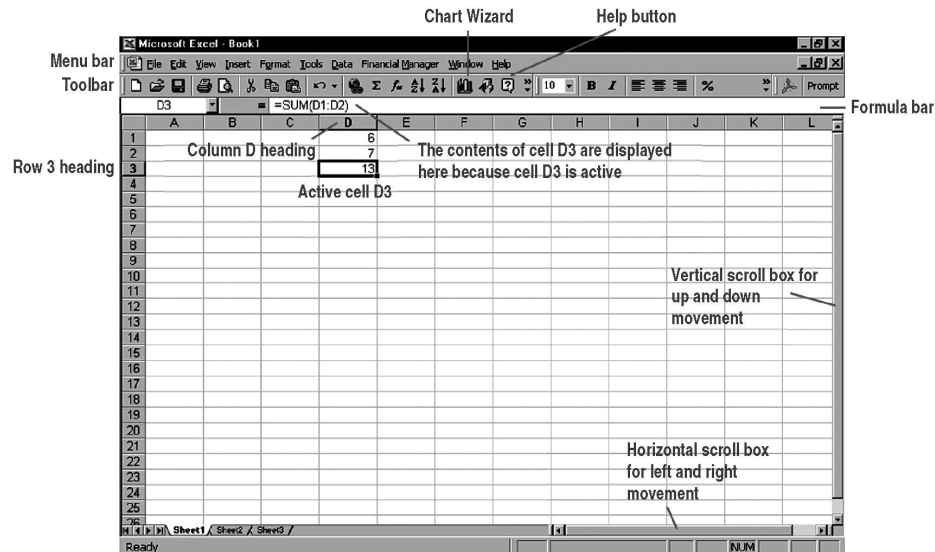 Chart Wizard Help button
Microsoft Excel - Book1
Menu bar File Edit View Insert Format Tools Data Financial Manager Window Help
Toolbar 10 B I % Prompt
D3 = =SUM(D1:D2) Formula bar
A B C D E F G H I J K L
1 6
Column D heading The contents of cell D3 are displayed
2 7
Row 3 heading 3 13 here because cell D3 is active
4
Active cell D3
5
6
7
8
9
10
Vertical scroll box for
11
up and down
12
movement
13
14
15
16
17
18
19
20
21
Horizontal scroll box
22
for left and right
23
movement
24
25
26
Sheet1 Sheet2 Sheet3
Ready NUM